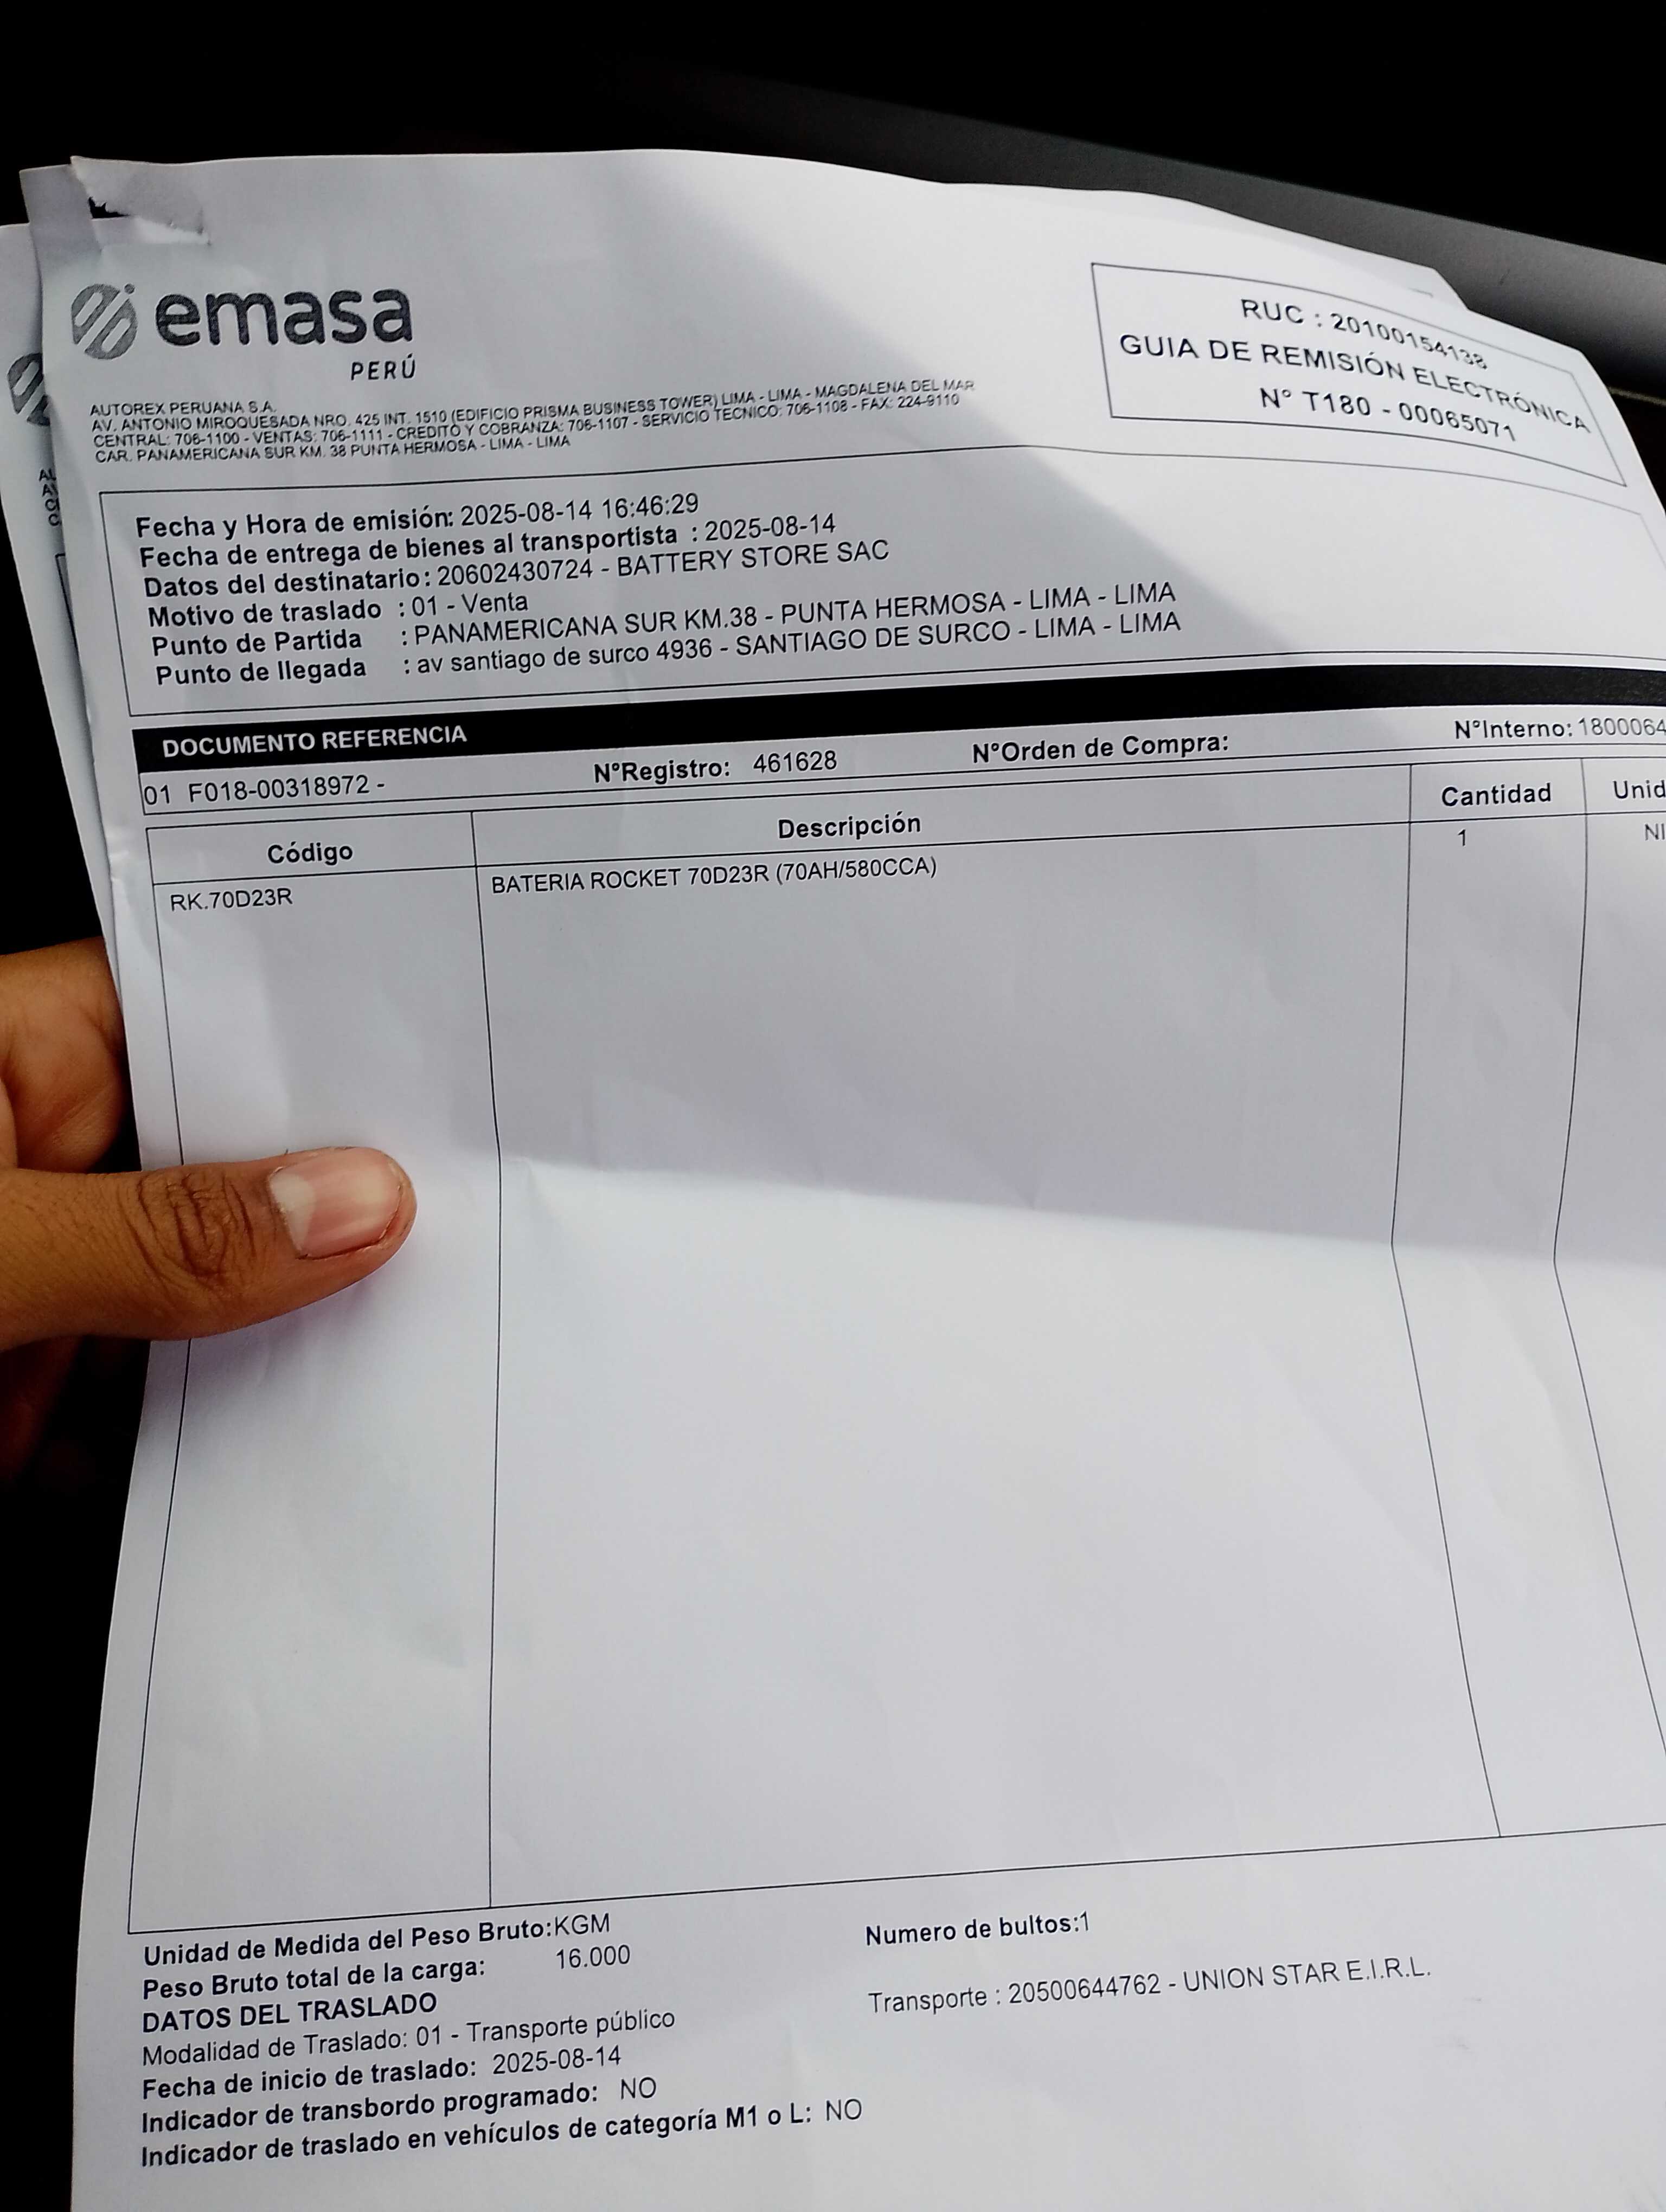 emasa
PERÚ
AUTOREX PERUANA S.A.
AV. ANTONIO MIROQUESADA NRO. 425 INT. 1510 (EDIFICIO PRISMA BUSINESS TOWER) LIMA - LIMA - MAGDALENA DEL MAR
CENTRAL: 706-1100 - VENTAS: 706-1111 - CREDITO Y COBRANZA: 706-1107 - SERVICIO TECNICO: 706-1108 - FAX: 224-9110
CAR. PANAMERICANA SUR KM. 38 PUNTA HERMOSA - LIMA - LIMA
RUC : 20100154138
GUIA DE REMISIÓN ELECTRÓNICA
N° T180 - 00065071
Fecha y Hora de emisión: 2025-08-14 16:46:29
Fecha de entrega de bienes al transportista : 2025-08-14
Datos del destinatario : 20602430724 - BATTERY STORE SAC
Motivo de traslado : 01 - Venta
Punto de Partida : PANAMERICANA SUR KM.38 - PUNTA HERMOSA - LIMA - LIMA
Punto de llegada : av santiago de surco 4936 - SANTIAGO DE SURCO - LIMA - LIMA
DOCUMENTO REFERENCIA
01 F018-00318972 - N°Registro: 461628 N°Orden de Compra: N°Interno: 1800064
Código Descripción Cantidad Unid
RK.70D23R BATERIA ROCKET 70D23R (70AH/580CCA) 1 NI
Unidad de Medida del Peso Bruto:KGM Numero de bultos:1
Peso Bruto total de la carga: 16.000
DATOS DEL TRASLADO Transporte : 20500644762 - UNION STAR E.I.R.L.
Modalidad de Traslado: 01 - Transporte público
Fecha de inicio de traslado: 2025-08-14
Indicador de transbordo programado: NO
Indicador de traslado en vehículos de categoría M1 o L: NO